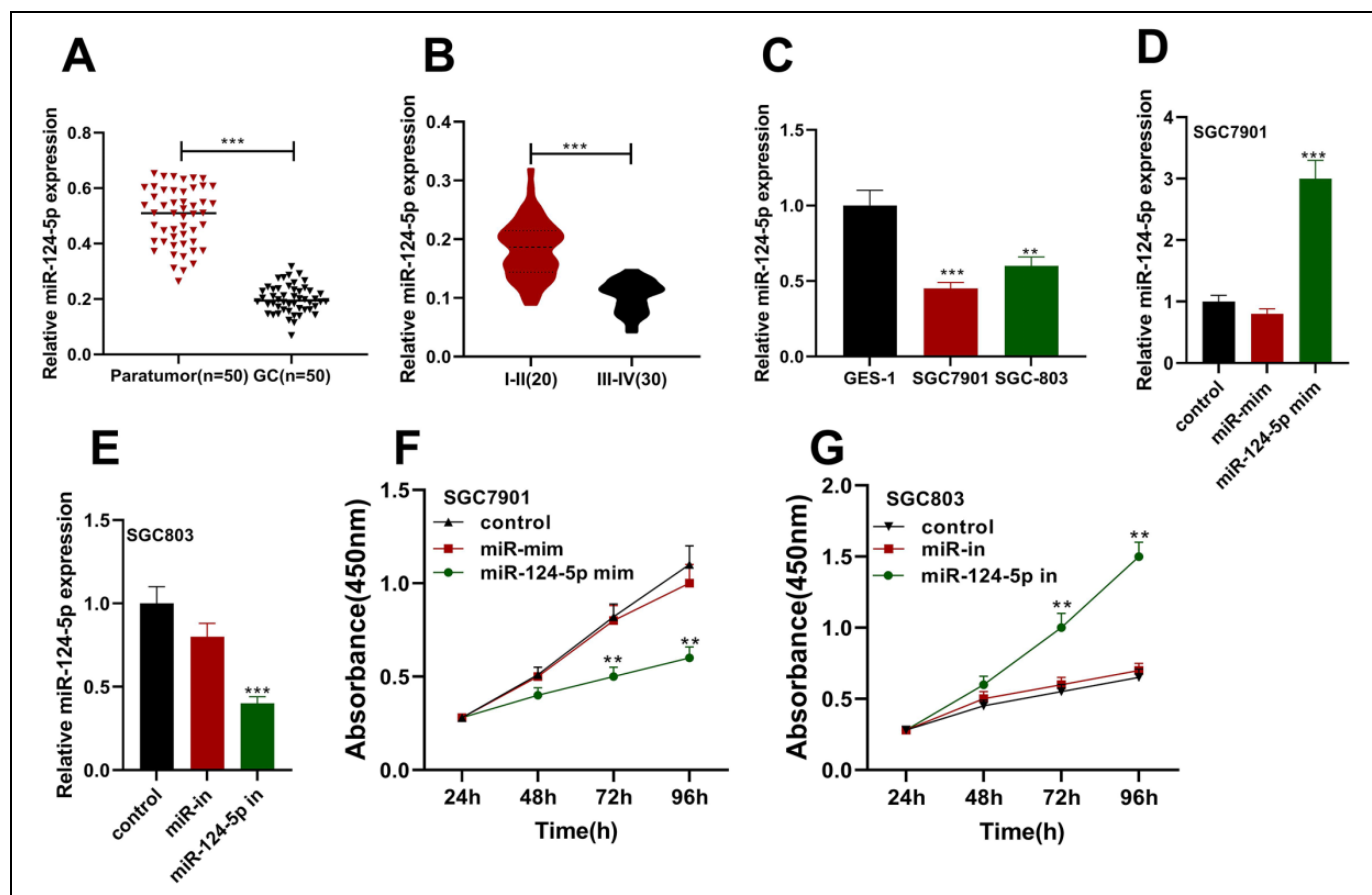 A
Relative miR-124-5p expression
0.8
0.6
0.4
0.2
0.0
***
Paratumor(n=50) GC(n=50)
B
Relative miR-124-5p expression
0.4
0.3
0.2
0.1
0.0
***
I-II(20)
III-IV(30)
C
Relative miR-124-5p expression
1.5
1.0
0.5
0.0
***
**
GES-1
SGC7901
SGC-803
D
Relative miR-124-5p expression
4
3
2
1
0
SGC7901
***
control
miR-mim
miR-124-5p mim
E
Relative miR-124-5p expression
1.5
1.0
0.5
0.0
SGC803
***
control
miR-in
miR-124-5p in
F
Absorbance(450nm)
1.5
1.0
0.5
0.0
SGC7901
control
miR-mim
miR-124-5p mim
**
**
24h
48h
72h
96h
Time(h)
G
Absorbance(450nm)
2.0
1.5
1.0
0.5
0.0
SGC803
control
miR-in
miR-124-5p in
**
**
24h
48h
72h
96h
Time(h)